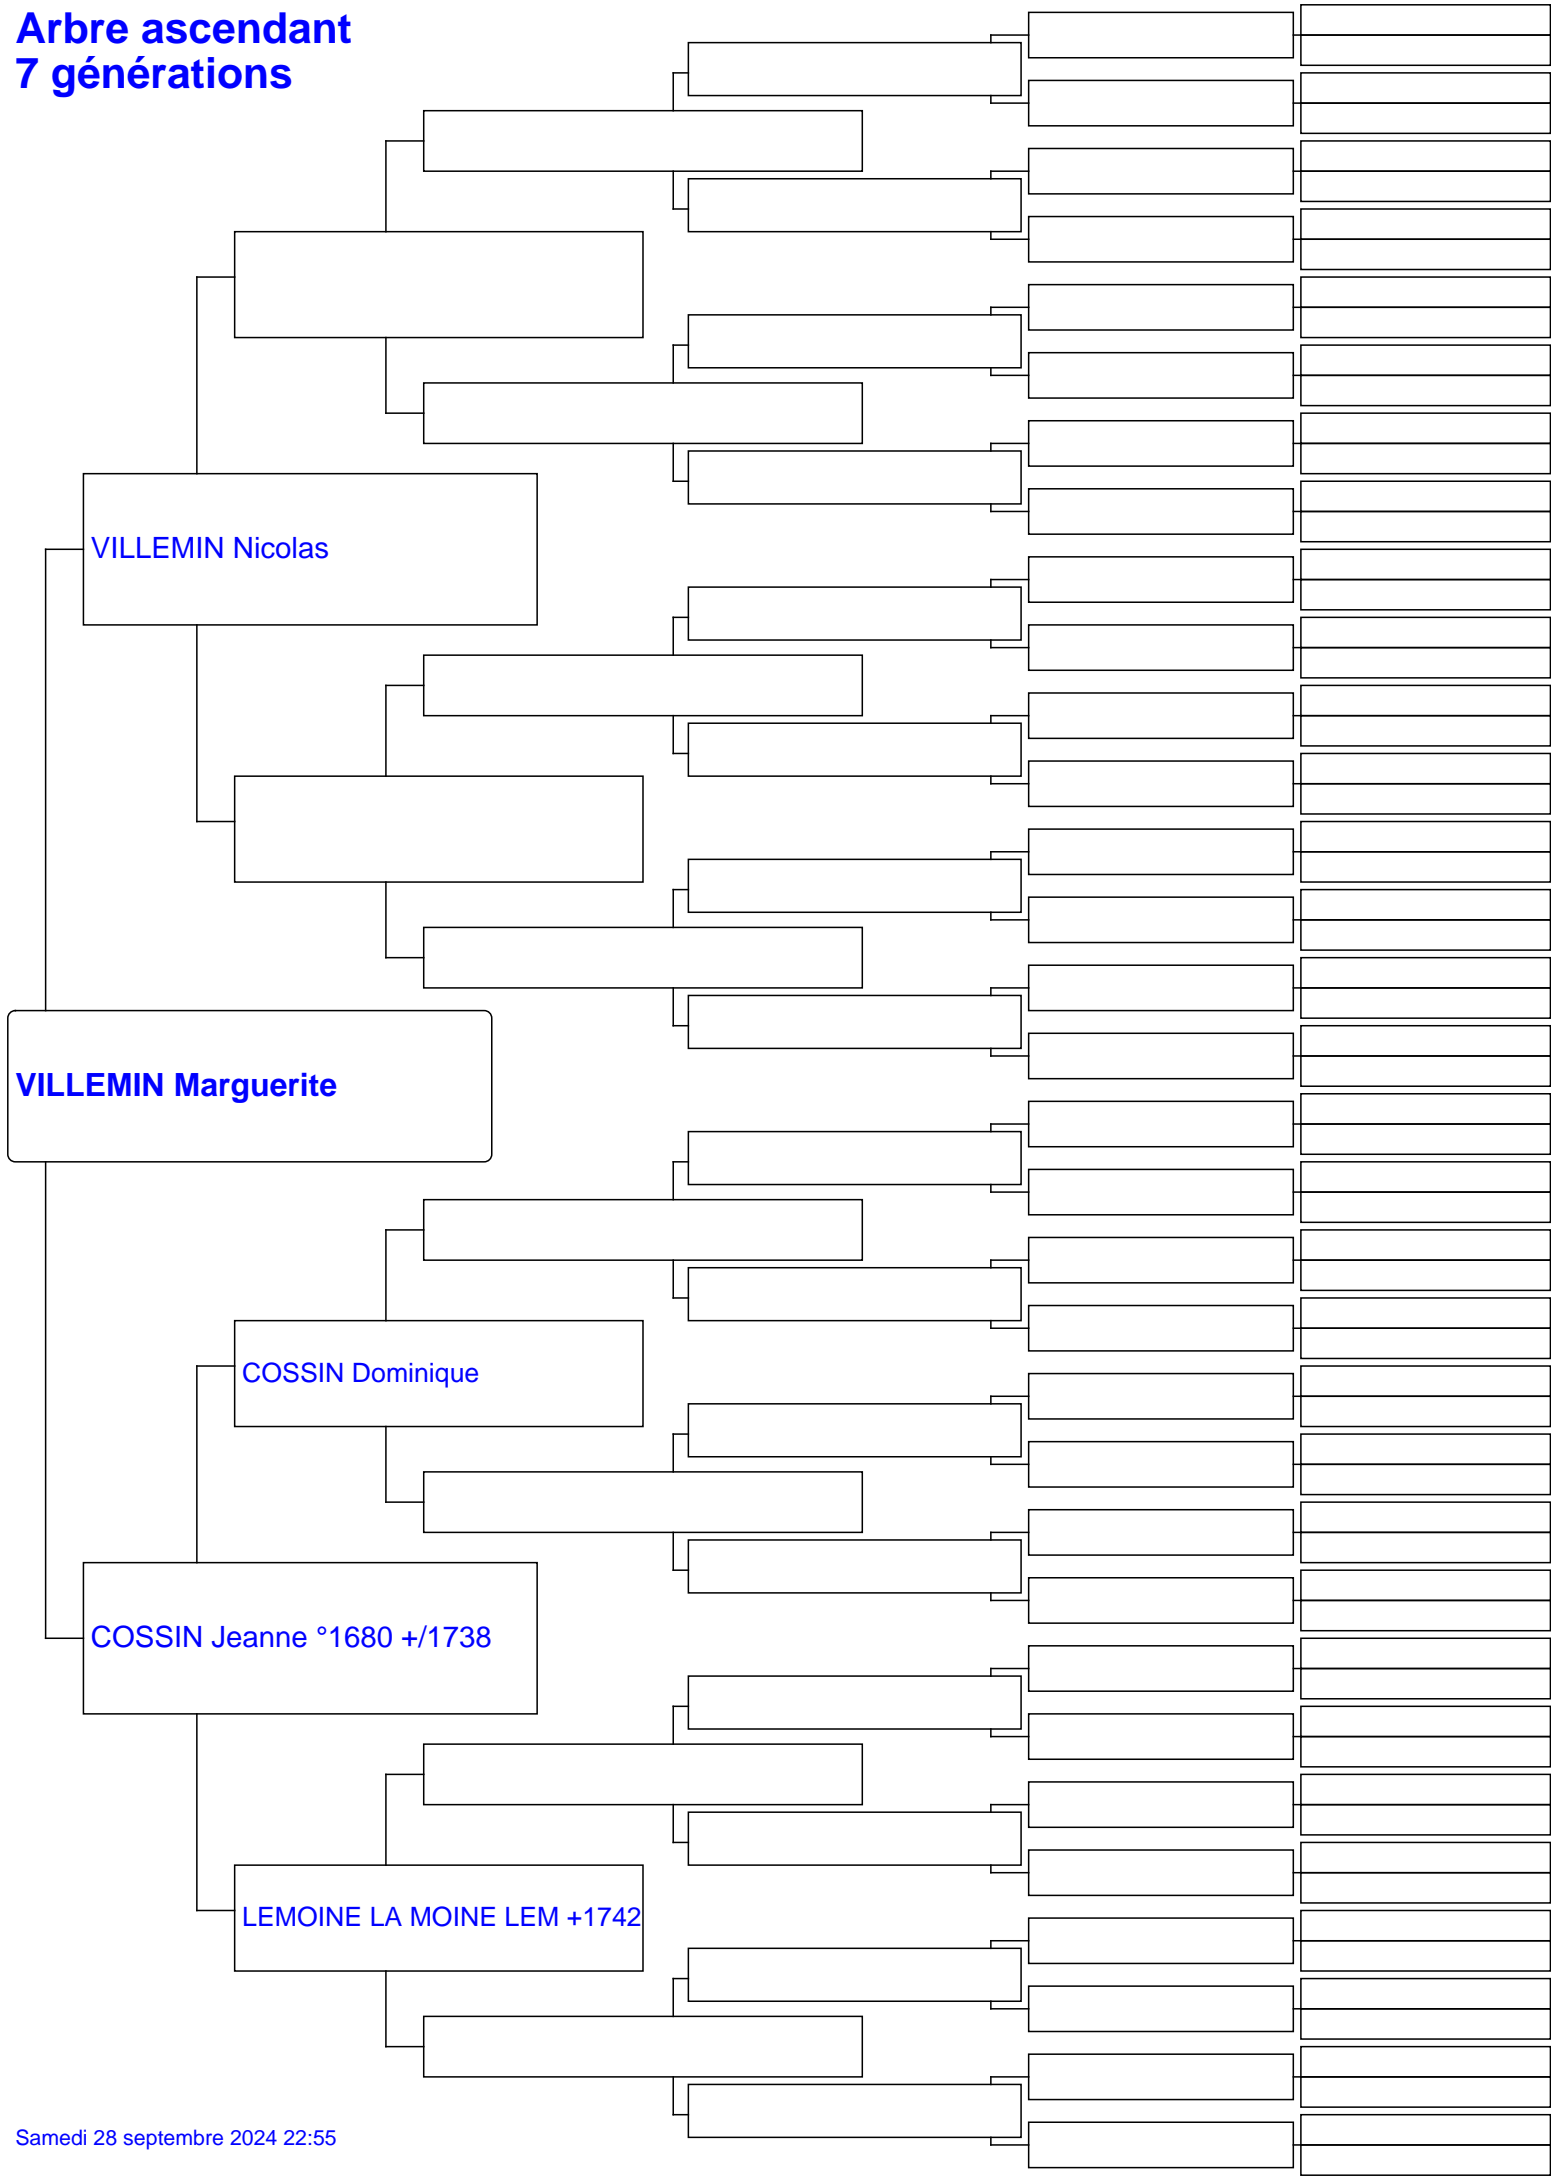 Arbre ascendant
7 générations
VILLEMIN Nicolas
VILLEMIN Marguerite
COSSIN Dominique
COSSIN Jeanne °1680 +/1738
LEMOINE LA MOINE LEM +1742
Samedi 28 septembre 2024 22:55